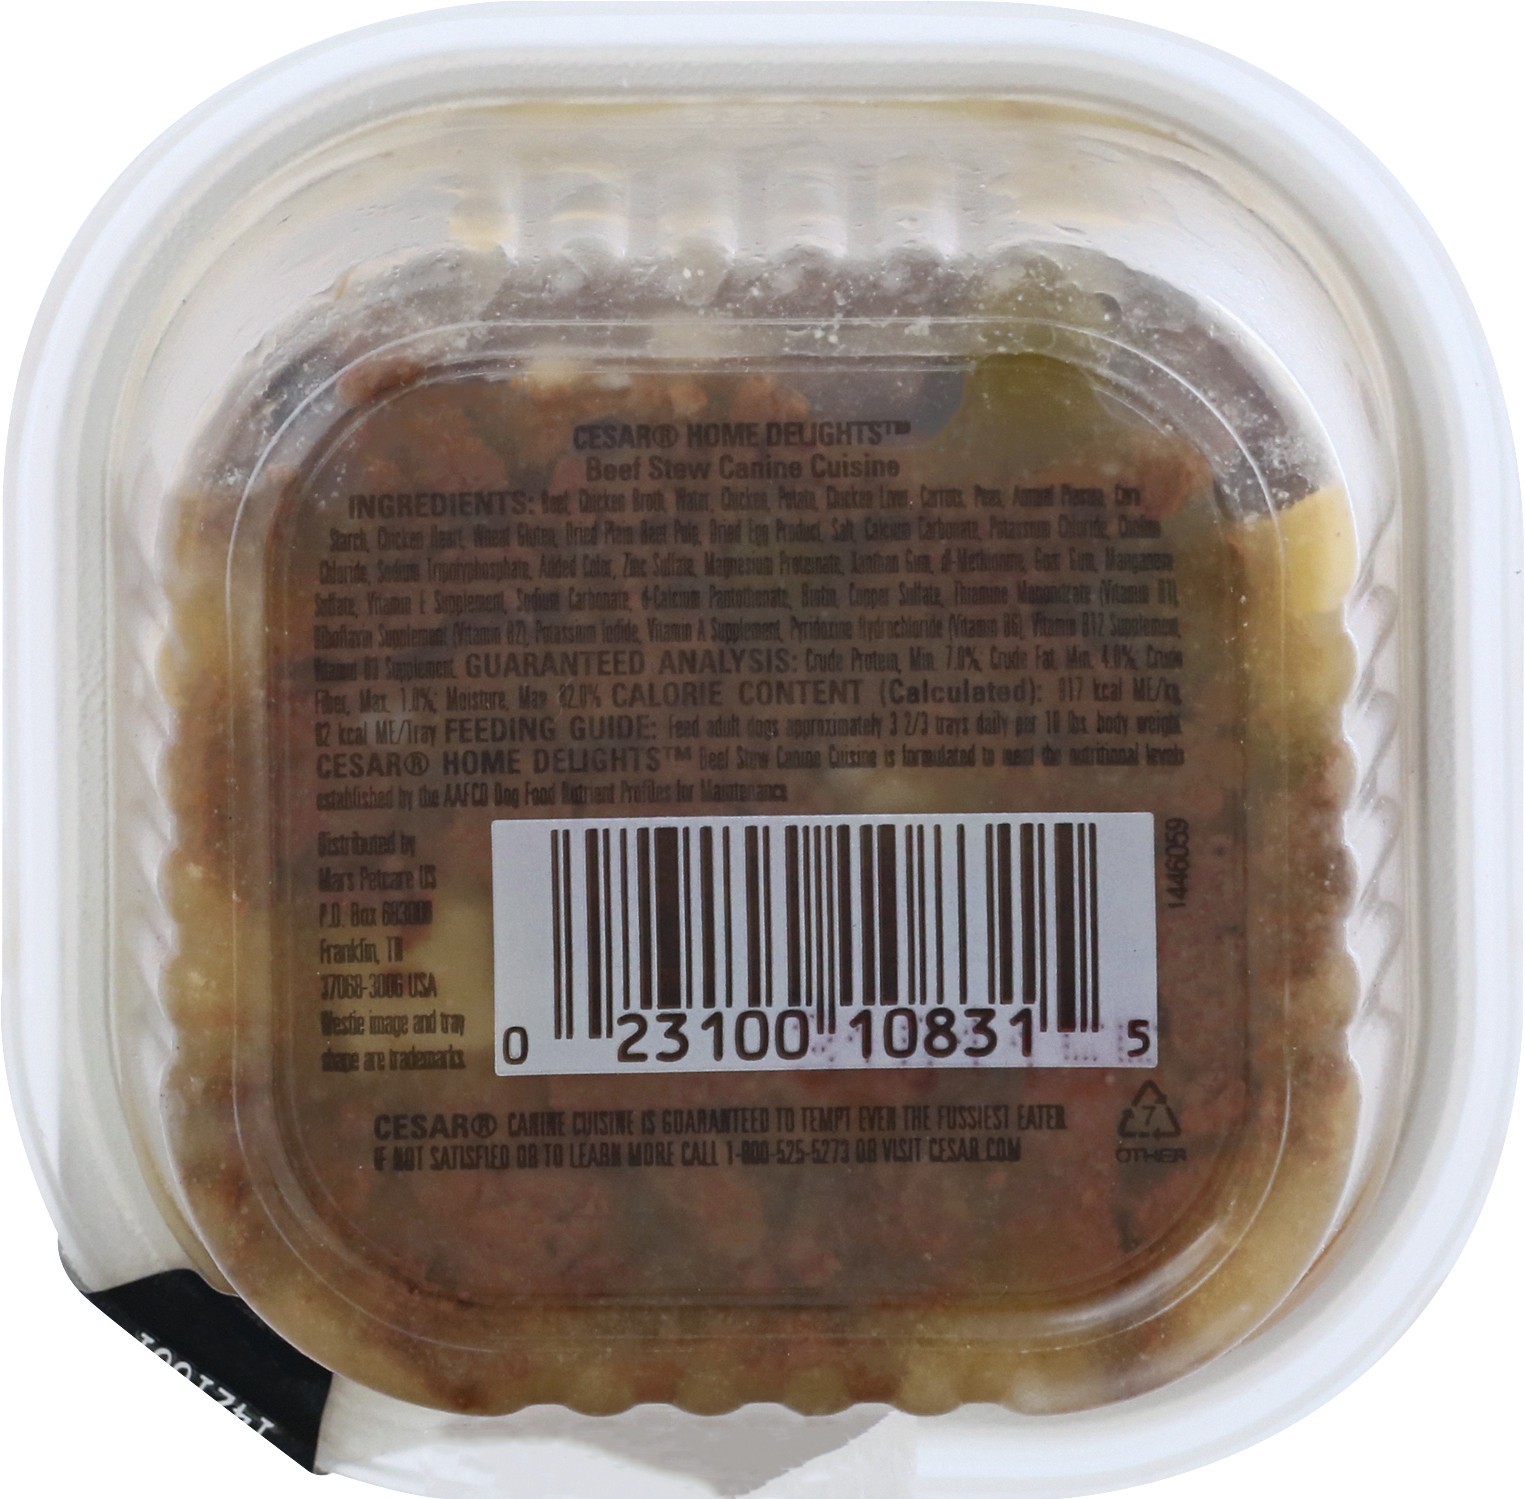 CESAR® HOME DELIGHTS™
Beef Stew Canine Cuisine
INGREDIENTS: Beef, Chicken Broth, Water, Chicken, Potato, Chicken Liver, Carrots, Peas, Animal Plasma, Corn
Starch, Chicken Heart, Wheat Gluten, Dried Plain Beet Pulp, Dried Egg Product, Salt, Calcium Carbonate, Potassium Chloride, Choline
Chloride, Sodium Tripolyphosphate, Added Color, Zinc Sulfate, Magnesium Proteinate, Xanthan Gum, dl-Methionine, Guar Gum, Manganese
Sulfate, Vitamin E Supplement, Sodium Carbonate, d-Calcium Pantothenate, Biotin, Copper Sulfate, Thiamine Mononitrate (Vitamin B1),
Riboflavin Supplement (Vitamin B2), Potassium Iodide, Vitamin A Supplement, Pyridoxine Hydrochloride (Vitamin B6), Vitamin B12 Supplement,
Vitamin D3 Supplement. GUARANTEED ANALYSIS: Crude Protein, Min. 7.0%; Crude Fat, Min. 4.0%; Crude
Fiber, Max. 1.0%; Moisture, Max. 82.0% CALORIE CONTENT (Calculated): 917 kcal ME/kg,
92 kcal ME/Tray FEEDING GUIDE: Feed adult dogs approximately 3 2/3 trays daily per 10 lbs. body weight.
CESAR® HOME DELIGHTS™ Beef Stew Canine Cuisine is formulated to meet the nutritional levels
established by the AAFCO Dog Food Nutrient Profiles for Maintenance.
Distributed by
Mars Petcare US
P.O. Box
Franklin, TN
37068-3006 USA
Westie image and tray
shape are trademarks
1446059
0 23100 10831 5
CESAR® CANINE CUISINE IS GUARANTEED TO TEMPT EVEN THE FUSSIEST EATER.
IF NOT SATISFIED OR TO LEARN MORE CALL 1-800-525-5273 OR VISIT CESAR.COM
7
OTHER